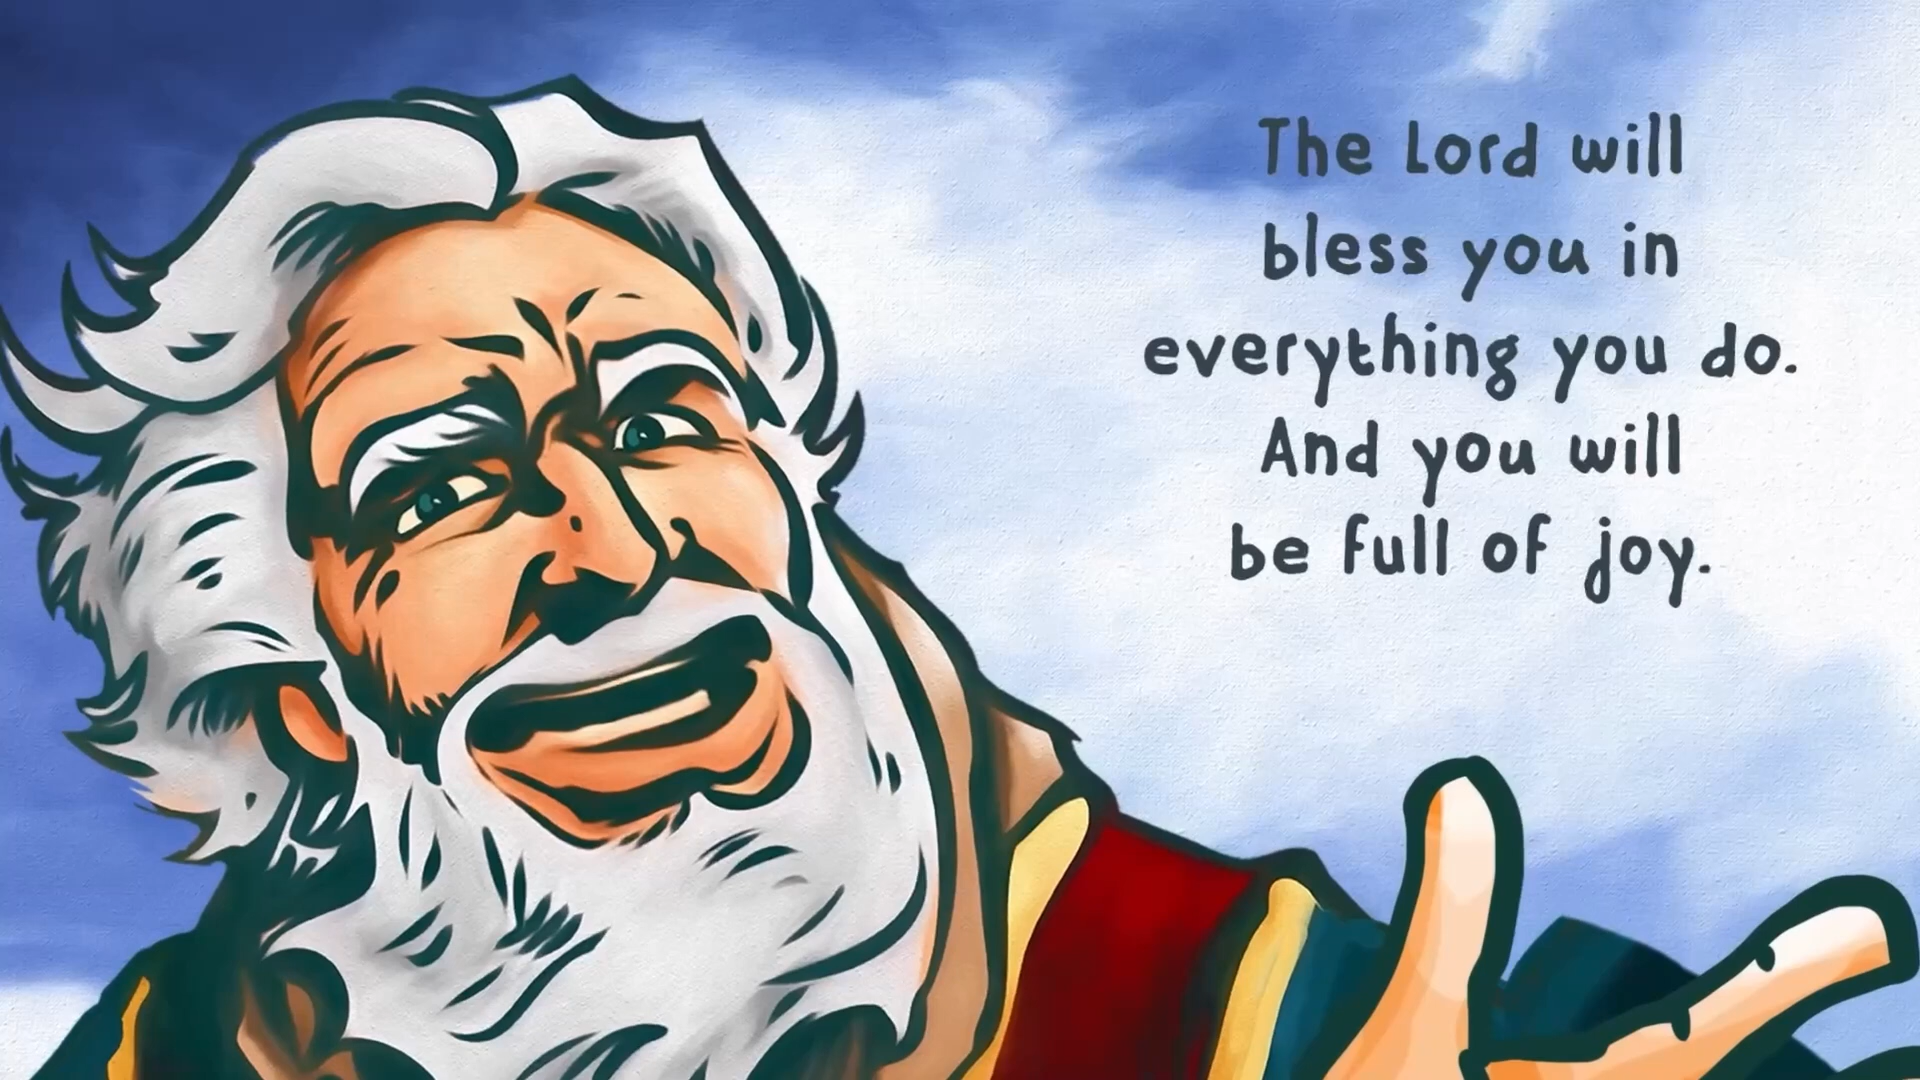 The Lord will
bless you in
everything you do.
And you will
be full of joy.